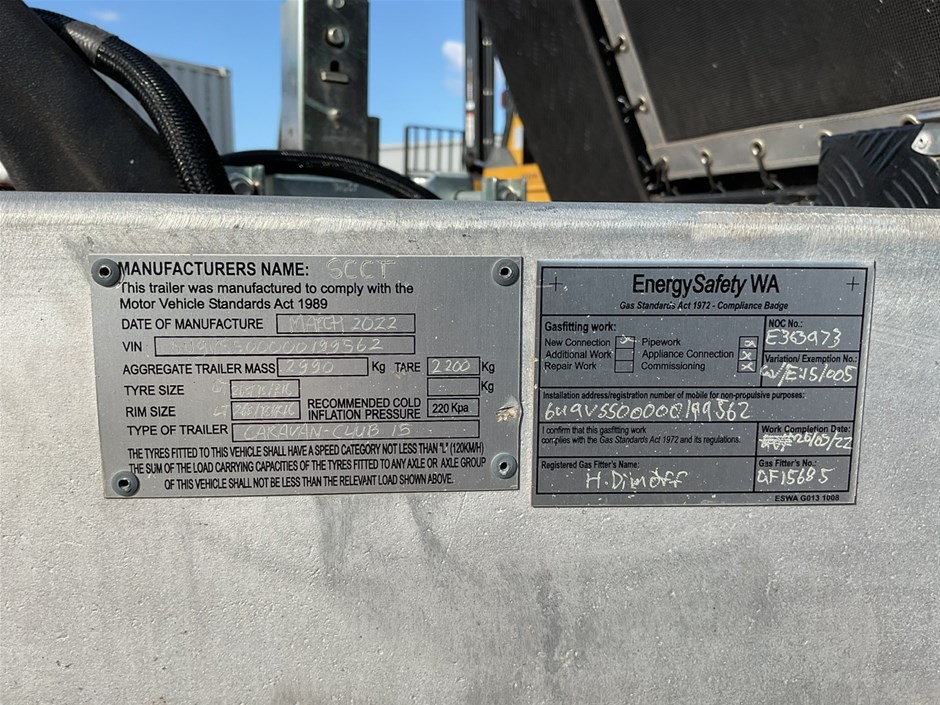 MANUFACTURERS NAME: SCCT
This trailer was manufactured to comply with the
Motor Vehicle Standards Act 1989
DATE OF MANUFACTURE MARCH 2022
VIN
AGGREGATE TRAILER MASS 2990 Kg TARE 2200 Kg
TYRE SIZE Kg
RIM SIZE RECOMMENDED COLD INFLATION PRESSURE 220 Kpa
TYPE OF TRAILER CARAVAN-CLUB 15
THE TYRES FITTED TO THIS VEHICLE SHALL HAVE A SPEED CATEGORY NOT LESS THAN "L" (120KM/H)
THE SUM OF THE LOAD CARRYING CAPACITIES OF THE TYRES FITTED TO ANY AXLE OR AXLE GROUP
OF THIS VEHICLE SHALL NOT BE LESS THAN THE RELEVANT LOAD SHOWN ABOVE.
EnergySafety WA
Gas Standards Act 1972 - Compliance Badge
Gasfitting work:
New Connection Pipework
Additional Work Appliance Connection
Repair Work Commissioning
NOC No.:
E363973
Variation/ Exemption No.:
Installation address/registration number of mobile for non-propulsive purposes:
6U9V5500000199562
I confirm that this gasfitting work
complies with the Gas Standards Act 1972 and its regulations.
Work Completion Date:
Registered Gas Fitter's Name:
H. Dimoff
Gas Fitter's No.:
GF15685
ESWA G013 1008